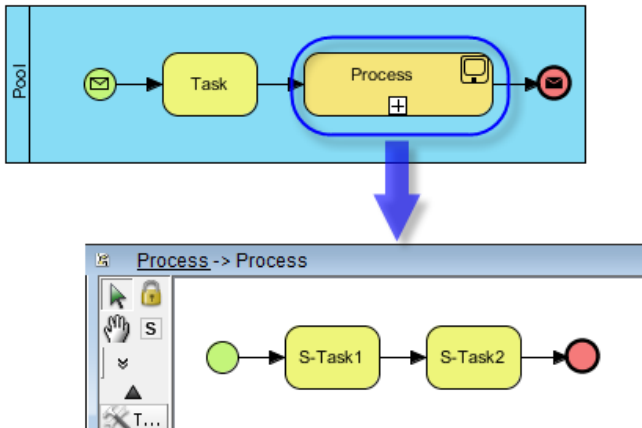 Pool
Task
Process
Process -> Process
S
T...
S-Task1
S-Task2